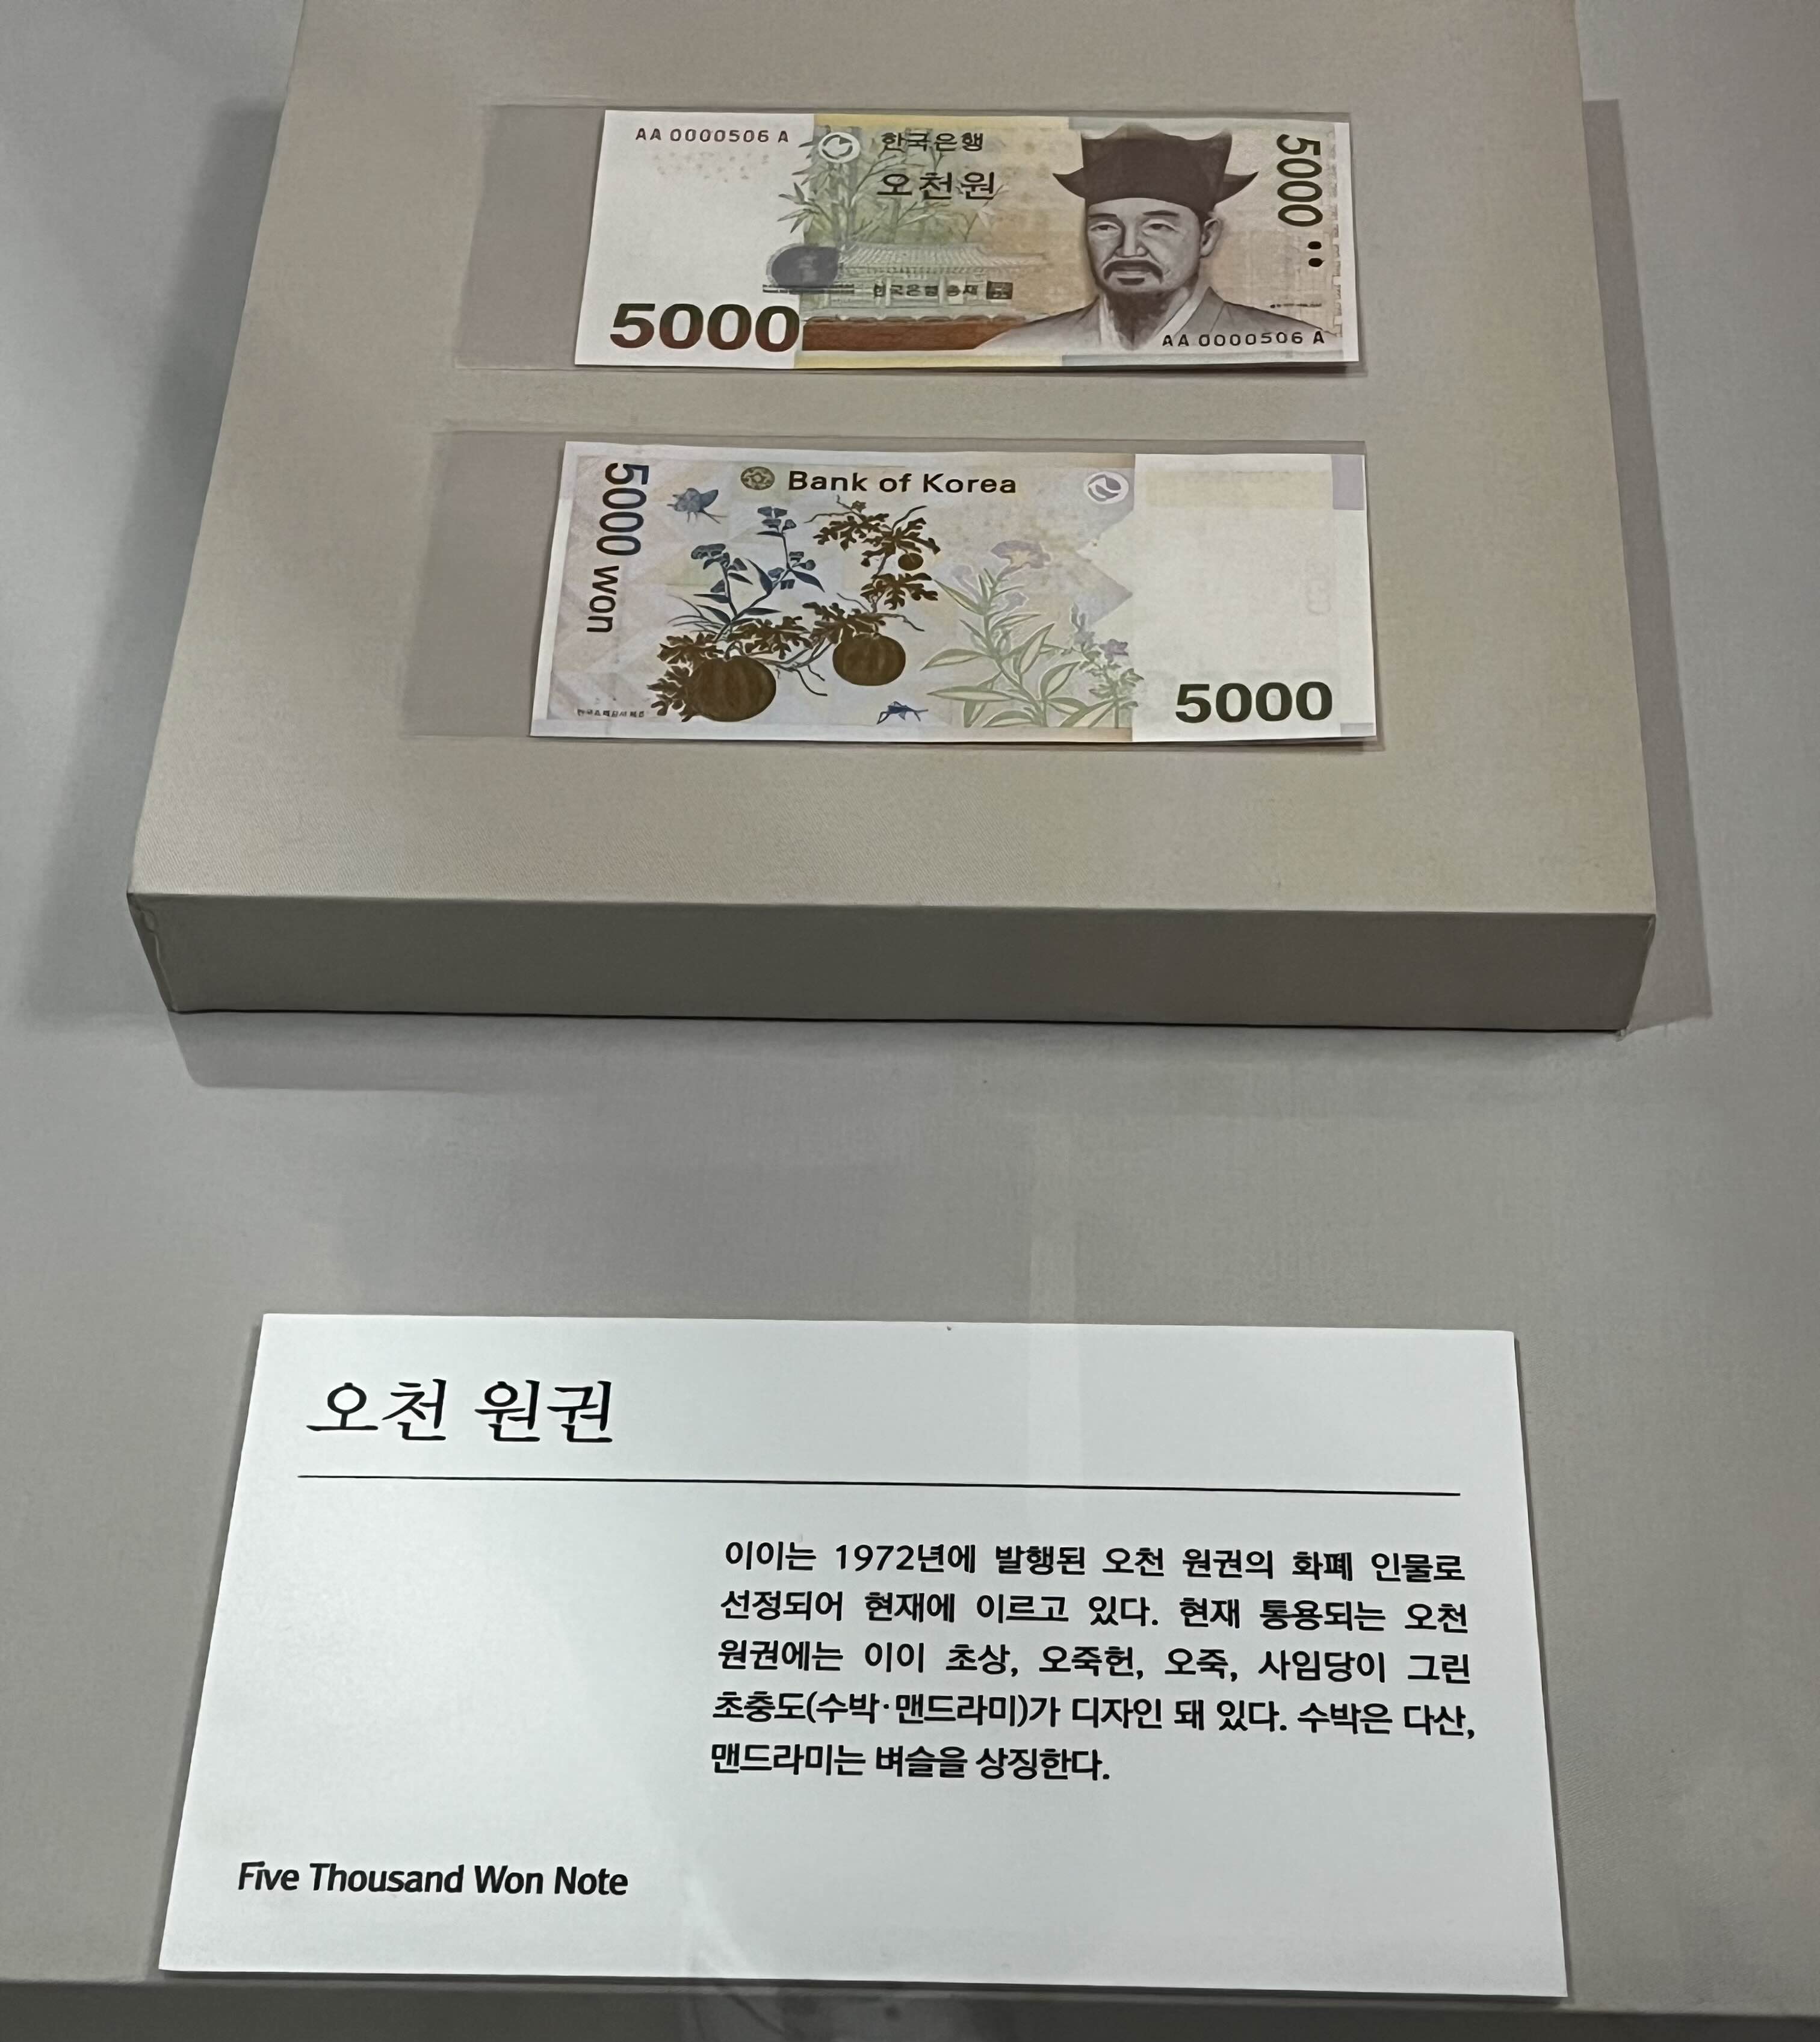 AA 0000506 A
한국은행
오천원
5000
한국은행 총재
5000
AA 0000506 A
Bank of Korea
5000 won
5000
오천 원권
이이는 1972년에 발행된 오천 원권의 화폐 인물로
선정되어 현재에 이르고 있다. 현재 통용되는 오천
원권에는 이이 초상, 오죽헌, 오죽, 사임당이 그린
초충도(수박·맨드라미)가 디자인 돼 있다. 수박은 다산,
맨드라미는 벼슬을 상징한다.
Five Thousand Won Note